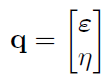 q = [ε
η]